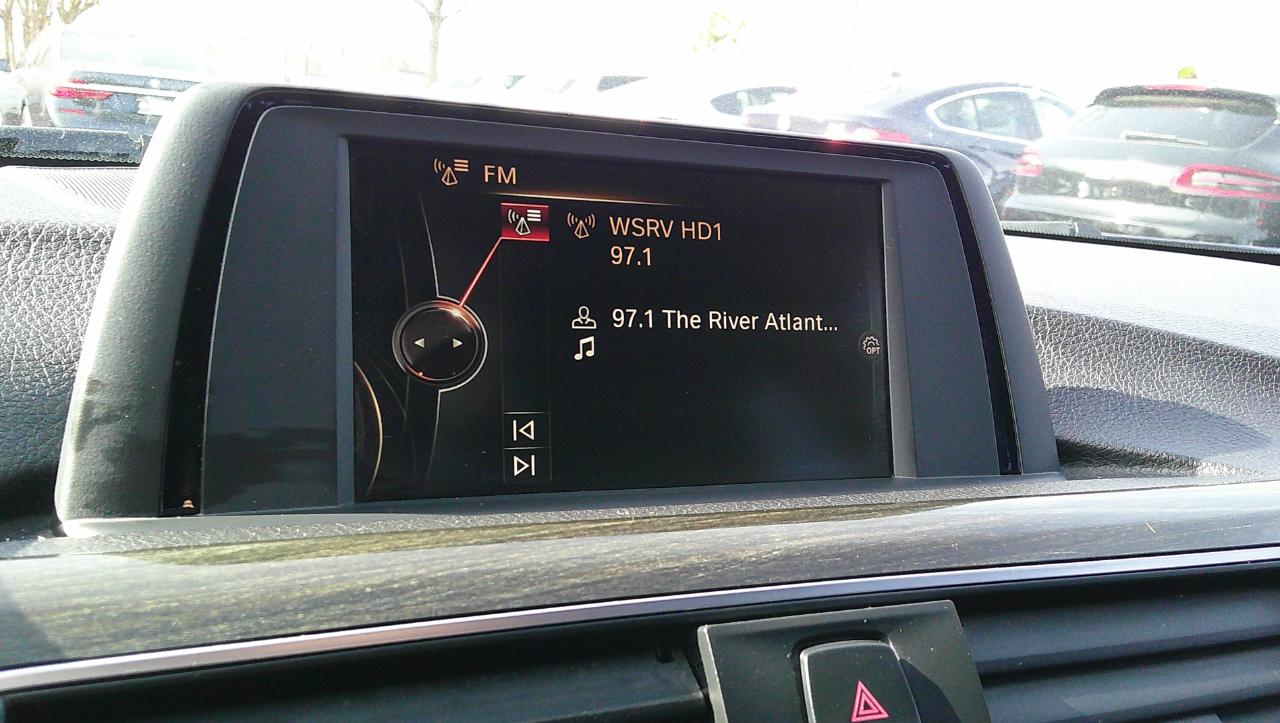 FM
WSRV HD1
97.1
97.1 The River Atlant...
OPT